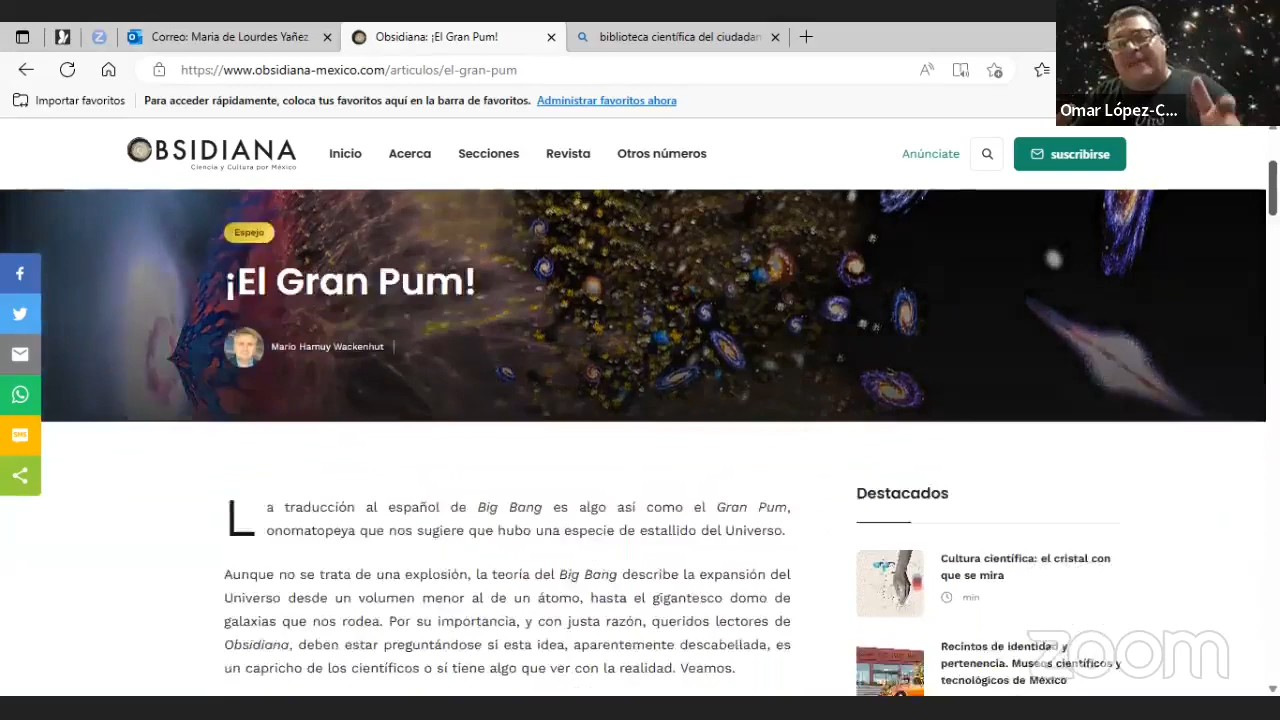 Correo: Maria de Lourdes Yañez
Obsidiana: ¡El Gran Pum!
biblioteca científica del ciudadan
https://www.obsidiana-mexico.com/articulos/el-gran-pum
Importar favoritos
Para acceder rápidamente, coloca tus favoritos aquí en la barra de favoritos.
Administrar favoritos ahora
Omar López-C...
OBSIDIANA
Ciencia y Cultura por México
Inicio
Acerca
Secciones
Revista
Otros números
Anúnciate
suscribirse
Espejo
¡El Gran Pum!
Mario Hamuy Wackenhut
SMS
La traducción al español de Big Bang es algo así como el Gran Pum,
onomatopeya que nos sugiere que hubo una especie de estallido del Universo.
Aunque no se trata de una explosión, la teoría del Big Bang describe la expansión del
Universo desde un volumen menor al de un átomo, hasta el gigantesco domo de
galaxias que nos rodea. Por su importancia, y con justa razón, queridos lectores de
Obsidiana, deben estar preguntándose si esta idea, aparentemente descabellada, es
un capricho de los científicos o si tiene algo que ver con la realidad. Veamos.
Destacados
Cultura científica: el cristal con
que se mira
min
Recintos de identidad y
pertenencia. Museos científicos y
tecnológicos de México
zoom